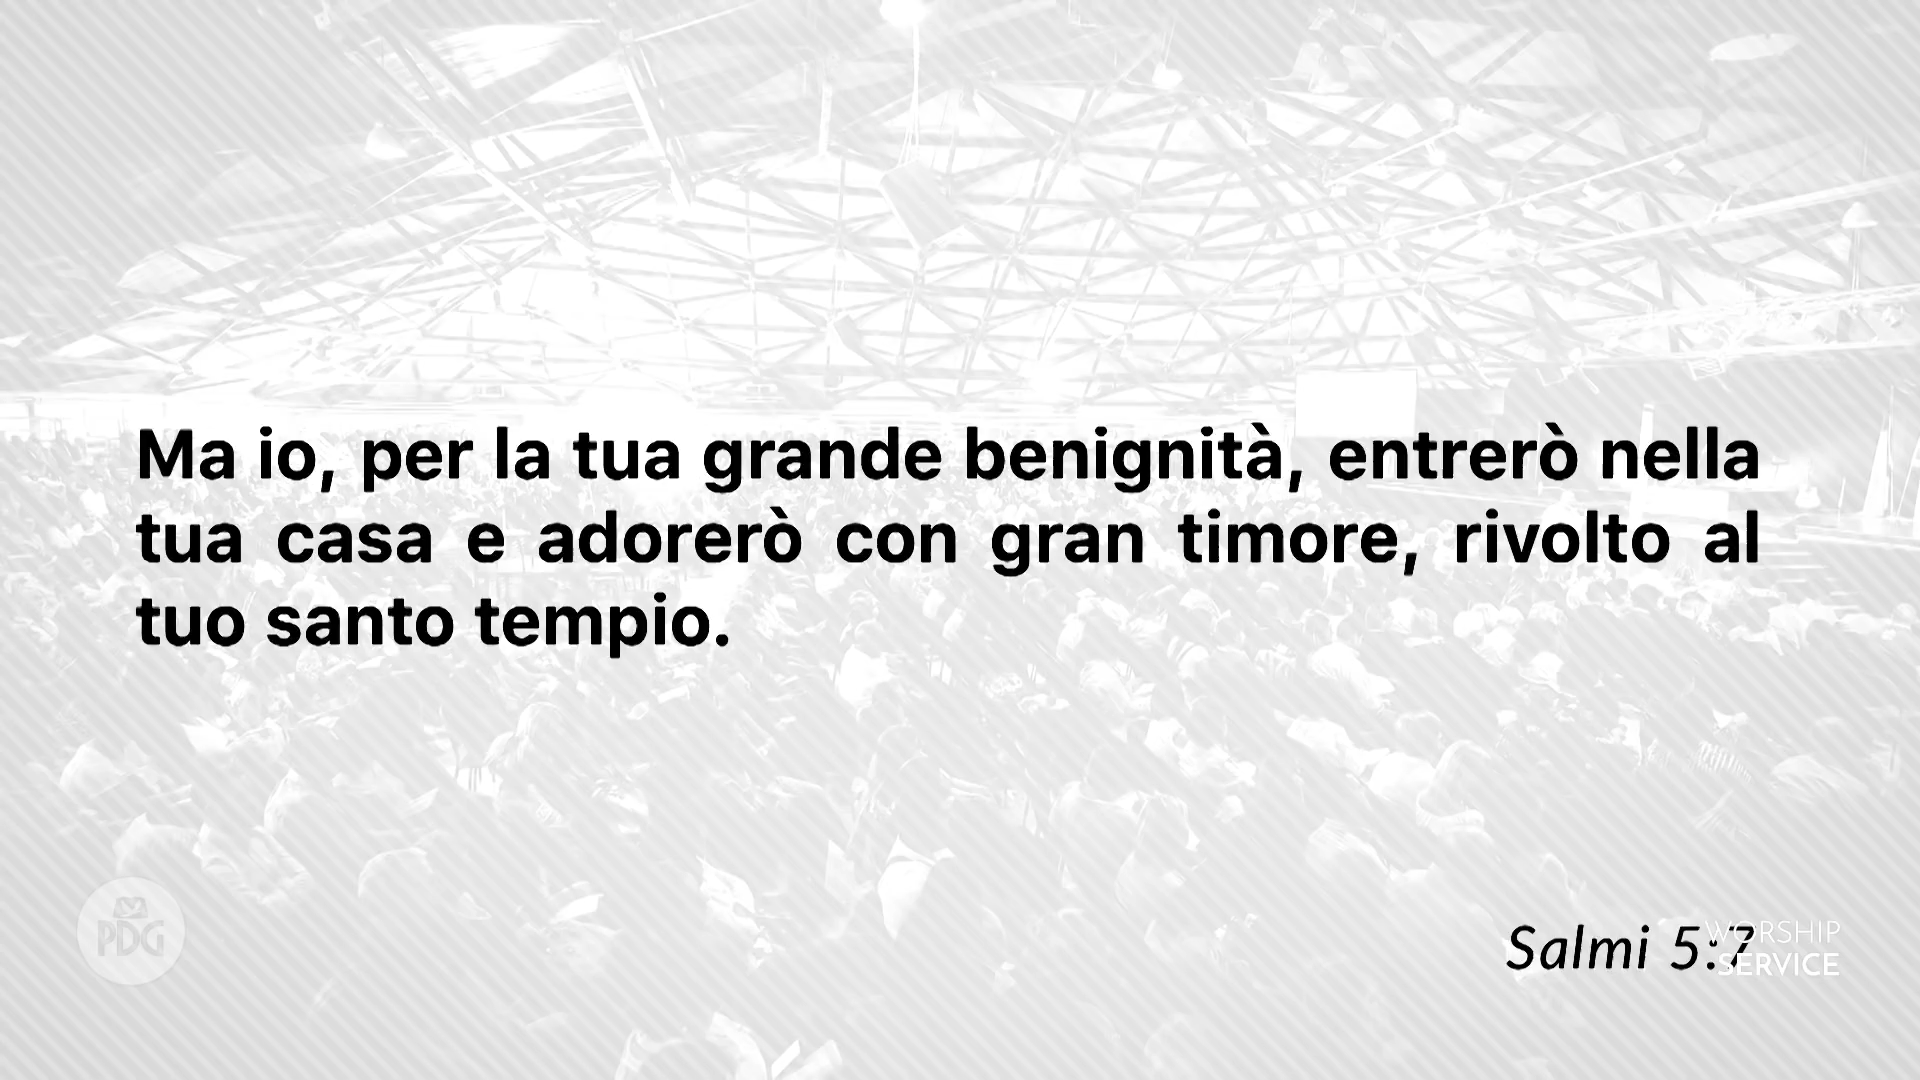 Ma io, per la tua grande benignità, entrerò nella
tua casa e adorerò con gran timore, rivolto al
tuo santo tempio.
PDG
Salmi 5:7
WORSHIP
SERVICE